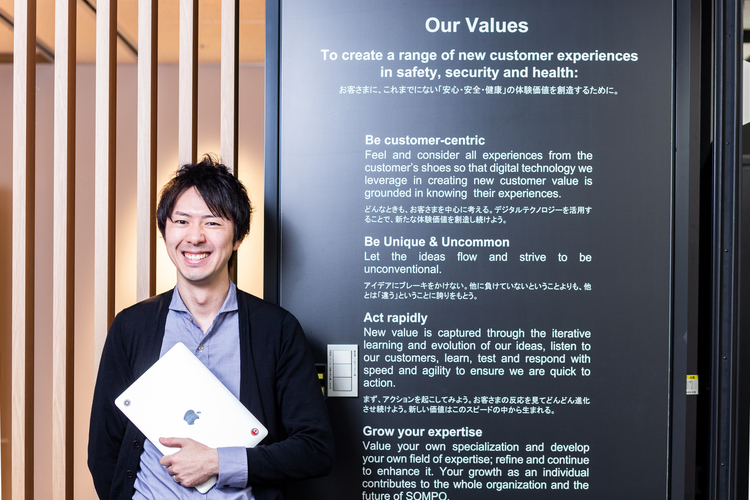 Our Values
To create a range of new customer experiences
in safety, security and health:
お客さまに、これまでにない「安心・安全・健康」の体験価値を創造するために。
Be customer-centric
Feel and consider all experiences from the
customer's shoes so that digital technology we
leverage in creating new customer value is
grounded in knowing their experiences.
どんなときも、お客さまを中心に考える。デジタルテクノロジーを活用す
ることで、新たな体験価値を創造し続けよう。
Be Unique & Uncommon
Let the ideas flow and strive to be
unconventional.
アイデアにブレーキをかけない。他に負けていないということよりも、他
とは「違う」ということに誇りをもとう。
Act rapidly
New value is captured through the iterative
learning and evolution of our ideas, listen to
our customers, learn, test and respond with
speed and agility to ensure we are quick to
action.
まず、アクションを起こしてみよう。お客さまの反応を見てどんどん進化
させ続けよう。新しい価値はこのスピードの中から生まれる。
Grow your expertise
Value your own specialization and develop
your own field of expertise; refine and continue
to enhance it. Your growth as an individual
contributes to the whole organization and the
future of SOMPO.